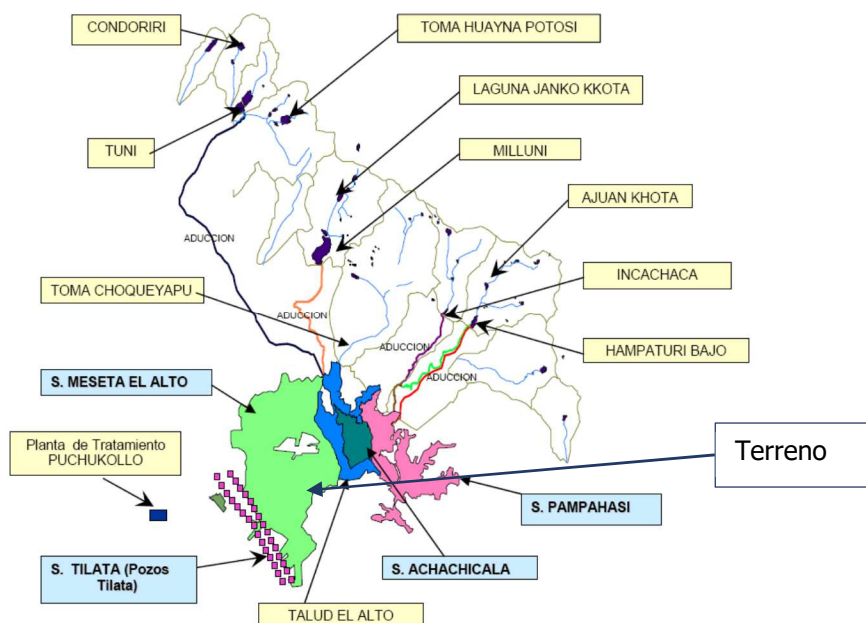 CONDORIRI
TOMA HUAYNA POTOSI
LAGUNA JANKO KKOTA
TUNI
MILLUNI
AJUAN KHOTA
ADUCCION
INCACHACA
TOMA CHOQUEYAPU
ADUCCION
ADUCCION
HAMPATURI BAJO
ADUCCION
S. MESETA EL ALTO
Planta de Tratamiento
PUCHUKOLLO
Terreno
S. PAMPAHASI
S. TILATA (Pozos
Tilata)
S. ACHACHICALA
TALUD EL ALTO